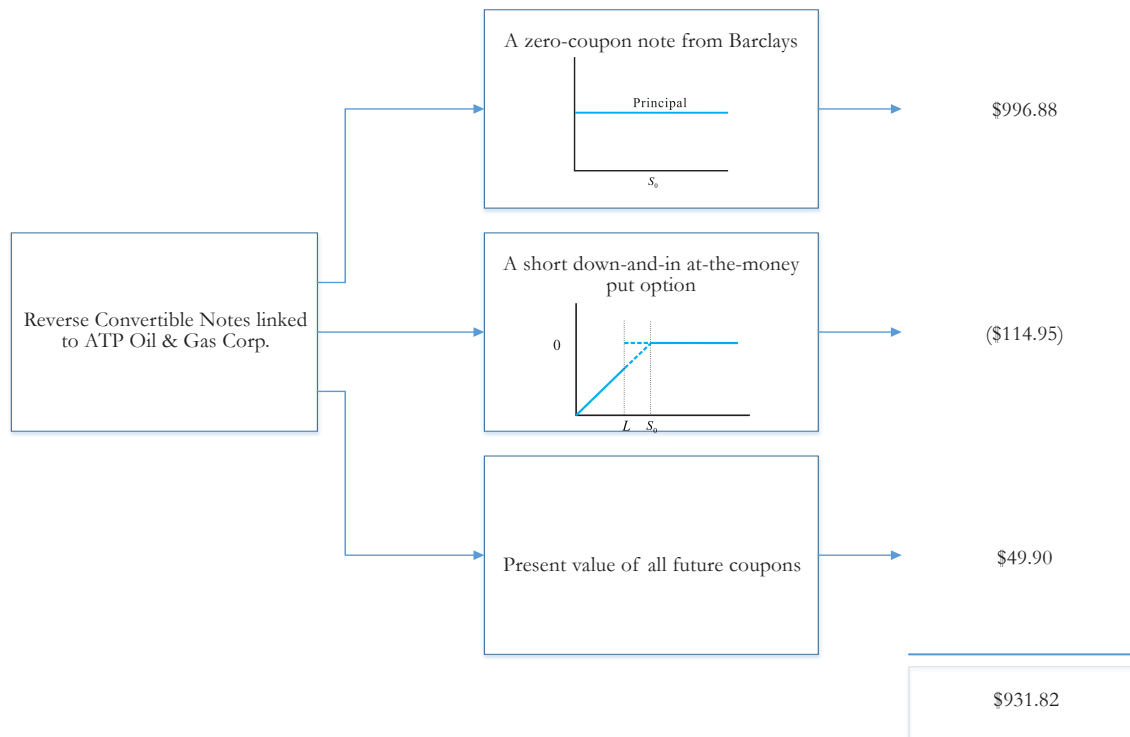 A zero-coupon note from Barclays
Principal
S₀
$996.88
Reverse Convertible Notes linked
to ATP Oil & Gas Corp.
A short down-and-in at-the-money
put option
0
L S₀
($114.95)
Present value of all future coupons
$49.90
$931.82